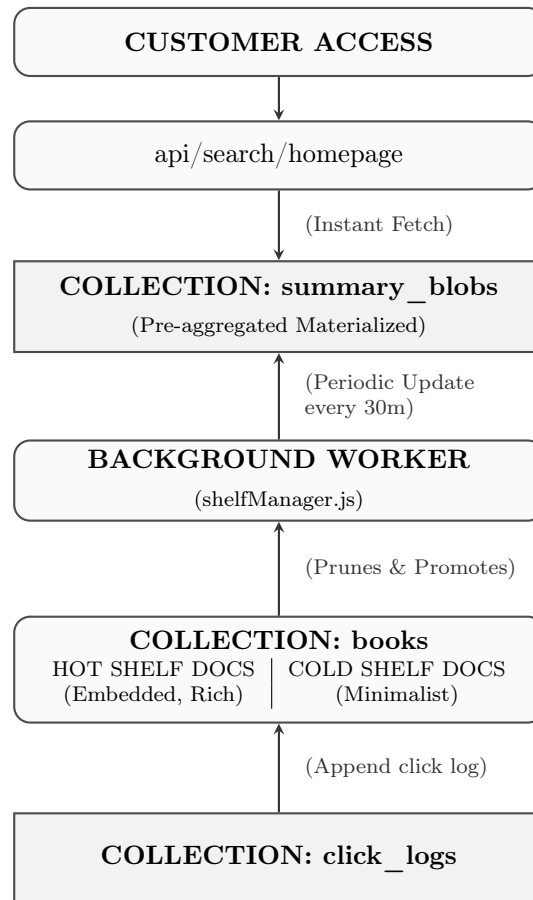 CUSTOMER ACCESS
api/search/homepage
(Instant Fetch)
COLLECTION: summary_blobs
(Pre-aggregated Materialized)
(Periodic Update
every 30m)
BACKGROUND WORKER
(shelfManager.js)
(Prunes & Promotes)
COLLECTION: books
HOT SHELF DOCS
(Embedded, Rich)
COLD SHELF DOCS
(Minimalist)
(Append click log)
COLLECTION: click_logs